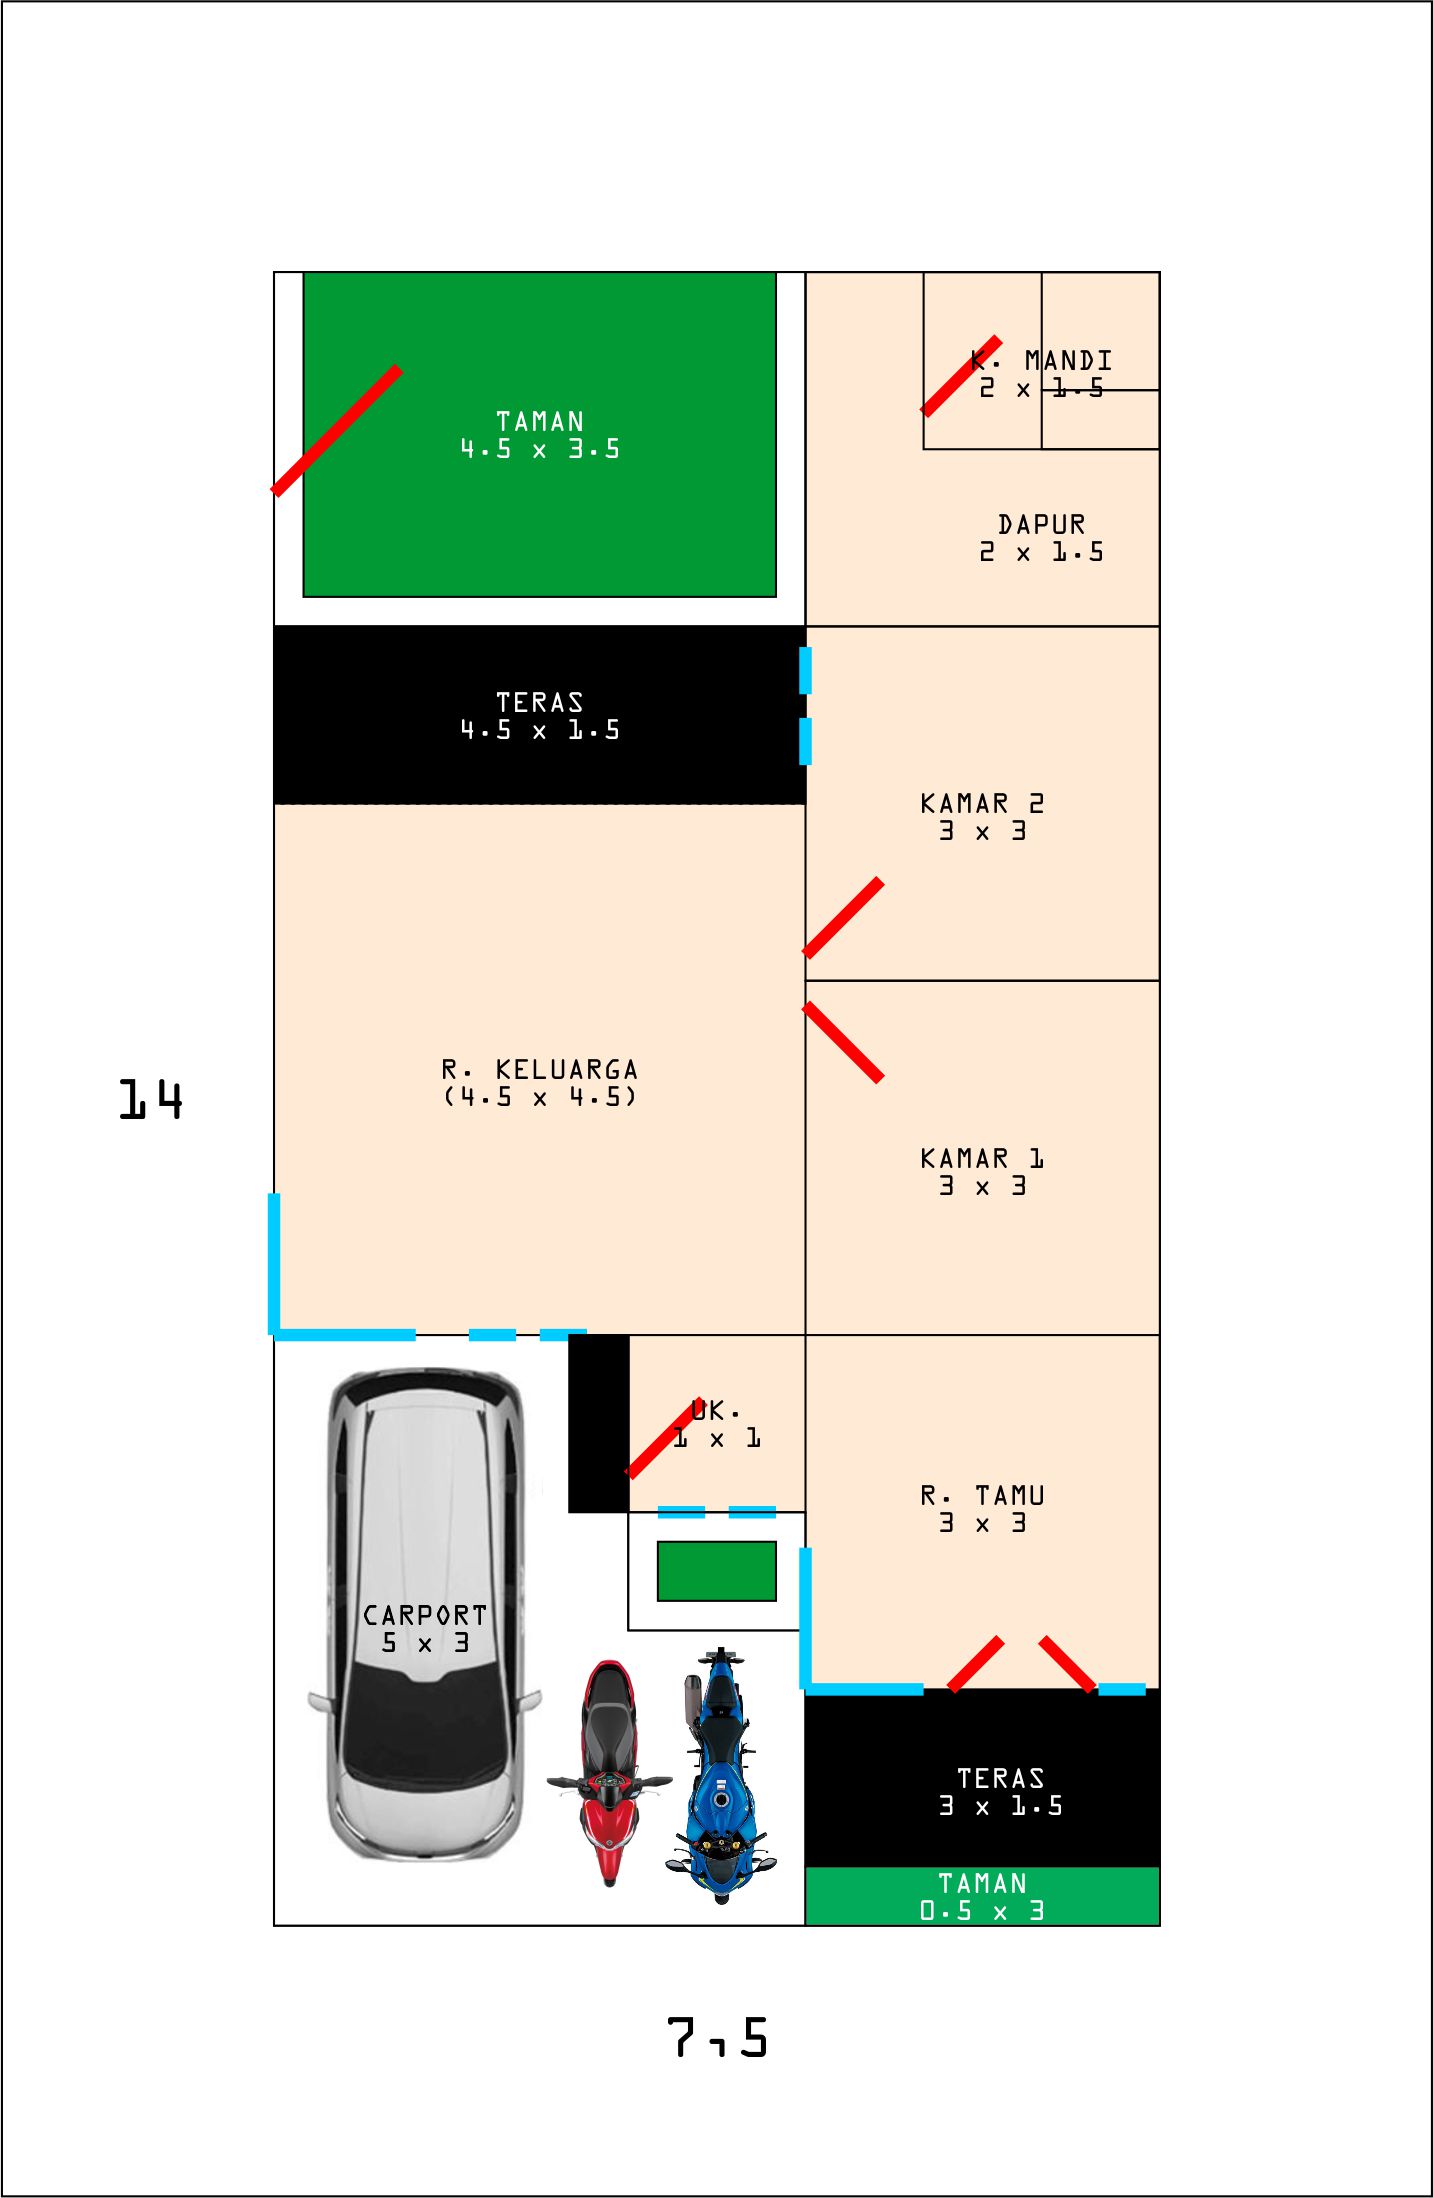 K. MANDI
2 x 1.5
TAMAN
4.5 x 3.5
DAPUR
2 x 1.5
TERAS
4.5 x 1.5
KAMAR 2
3 x 3
R. KELUARGA
(4.5 x 4.5)
14
KAMAR 1
3 x 3
UK.
1 x 1
R. TAMU
3 x 3
CARPORT
5 x 3
TERAS
3 x 1.5
TAMAN
0.5 x 3
7,5